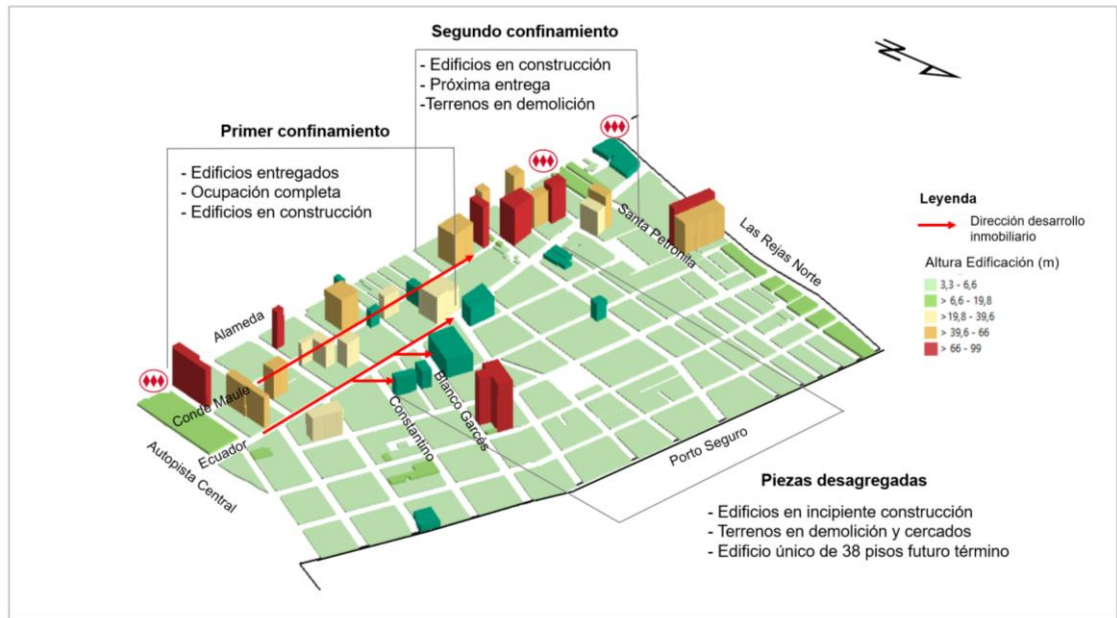 Segundo confinamiento
- Edificios en construcción
- Próxima entrega
-Terrenos en demolición
Primer confinamiento
- Edificios entregados
- Ocupación completa
- Edificios en construcción
N
Santa Petronila
Las Rejas Norte
Alameda
Conde Maule
Ecuador
Autopista Central
Constantino
Blanco Garcés
Porto Seguro
Leyenda
Dirección desarrollo
inmobiliario
Altura Edificación (m)
3,3 - 6,6
> 6,6 - 19,8
>19,8 - 39,6
> 39,6 - 66
> 66 - 99
Piezas desagregadas
- Edificios en incipiente construcción
- Terrenos en demolición y cercados
- Edificio único de 38 pisos futuro término